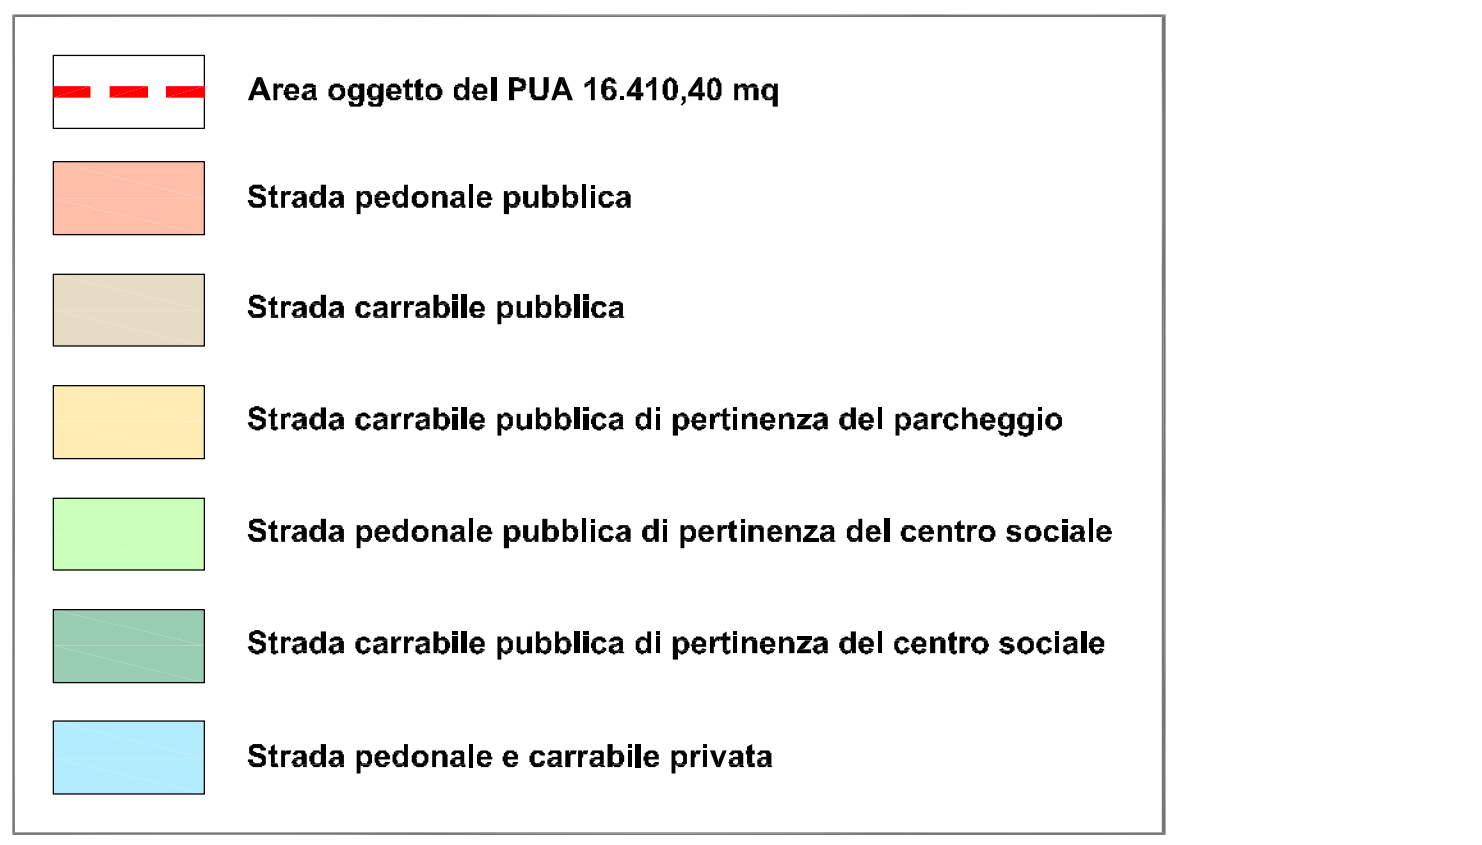 Area oggetto del PUA 16.410,40 mq
Strada pedonale pubblica
Strada carrabile pubblica
Strada carrabile pubblica di pertinenza del parcheggio
Strada pedonale pubblica di pertinenza del centro sociale
Strada carrabile pubblica di pertinenza del centro sociale
Strada pedonale e carrabile privata